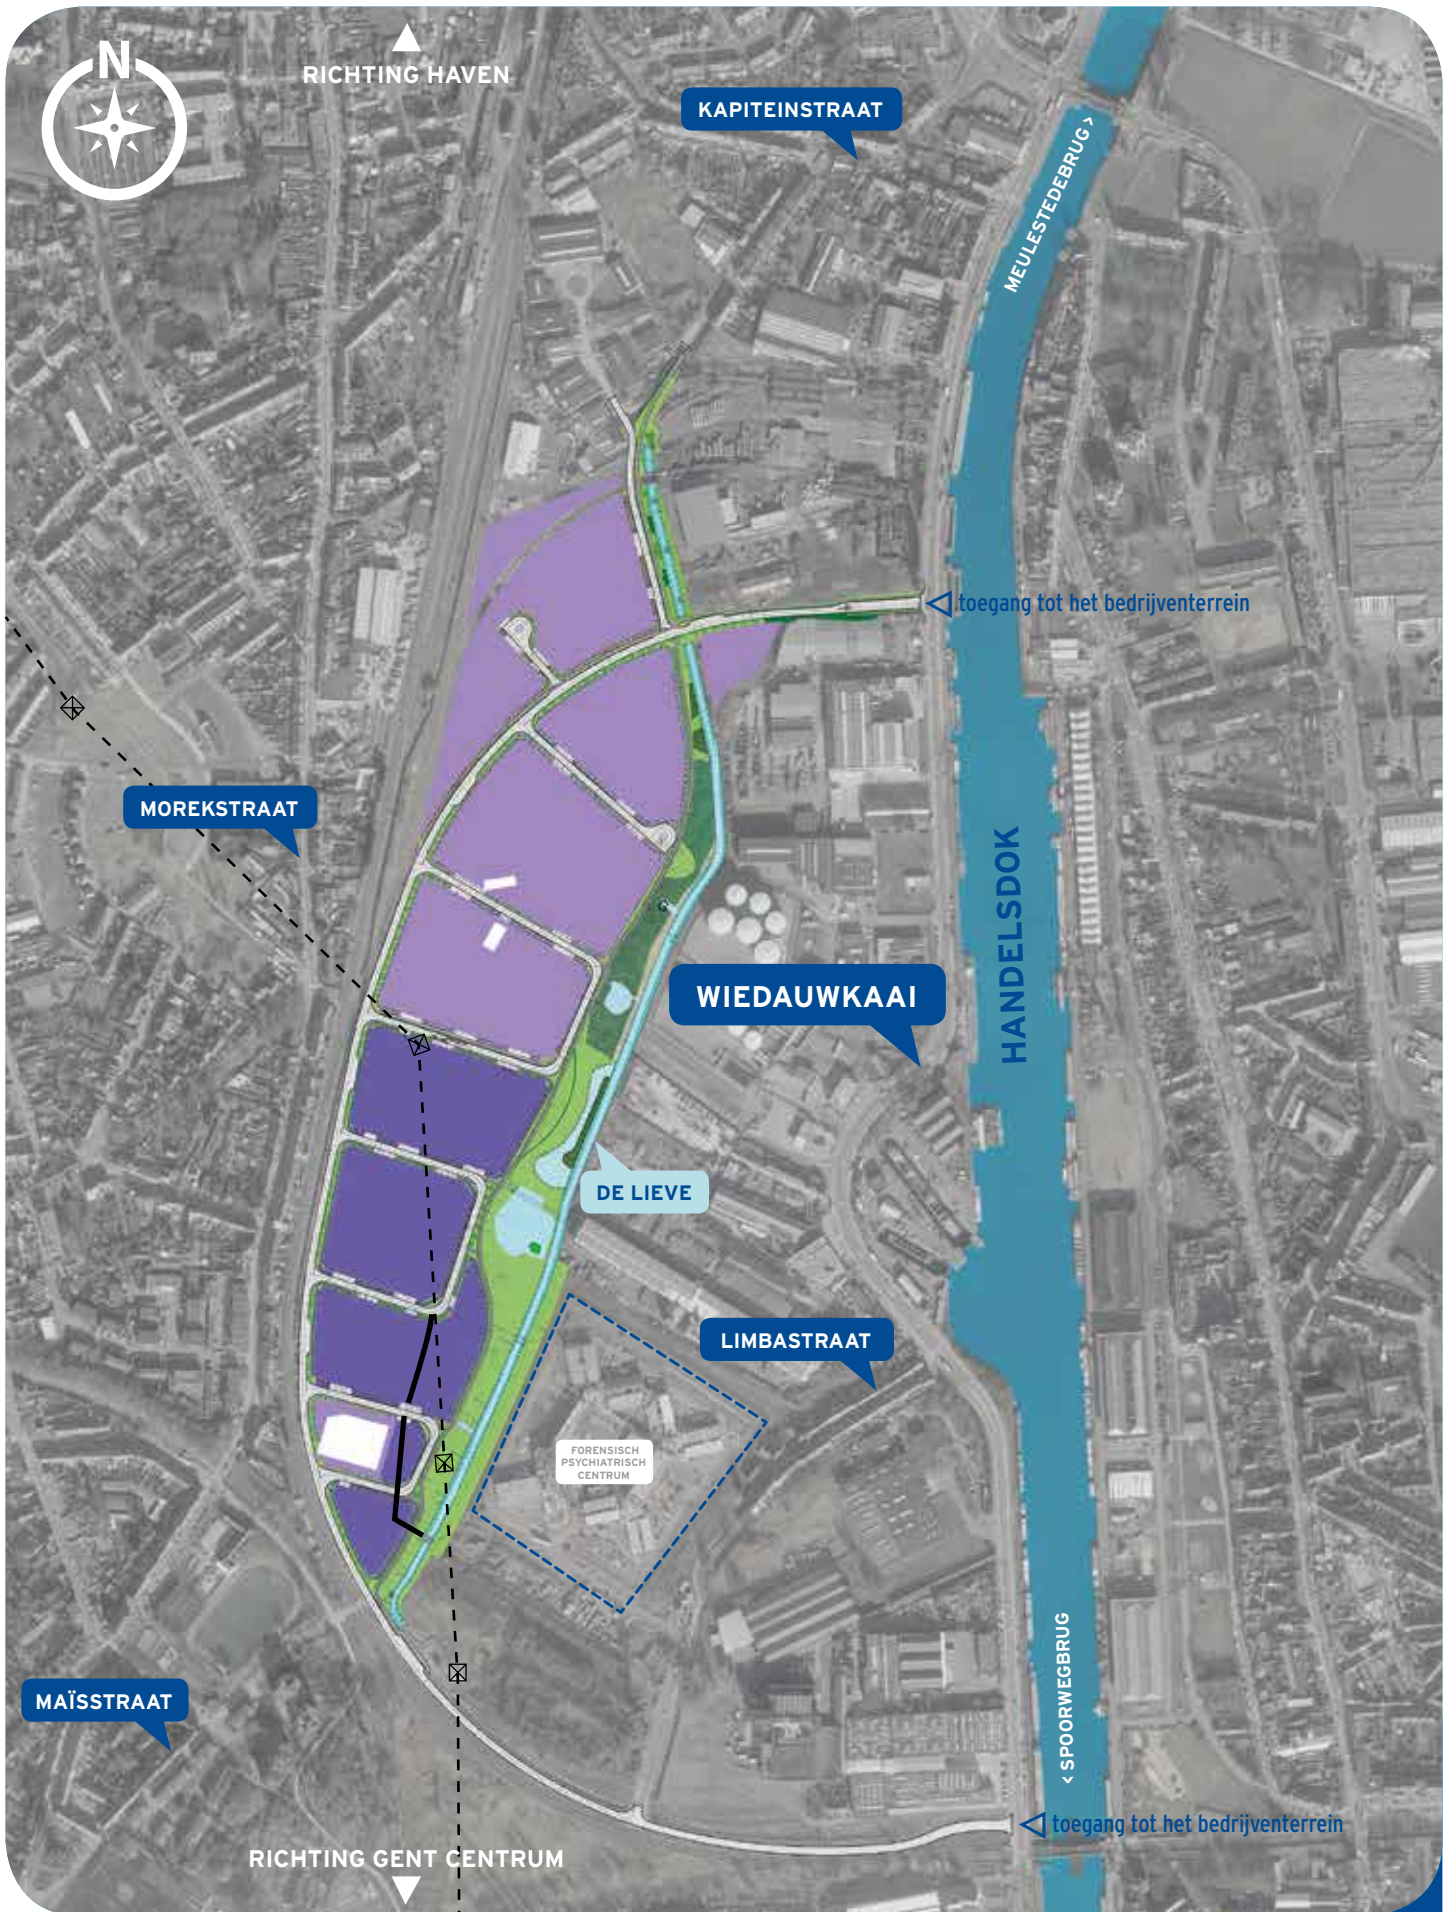 N
RICHTING HAVEN
KAPITEINSTRAAT
MEULESTEDEBRUG >
toegang tot het bedrijventerrein
MOREKSTRAAT
HANDELSDOK
WIEDAUWKAAI
DE LIEVE
LIMBASTRAAT
FORENSISCH
PSYCHIATRISCH
CENTRUM
< SPOORWEGBRUG
MAÏSSTRAAT
toegang tot het bedrijventerrein
RICHTING GENT CENTRUM